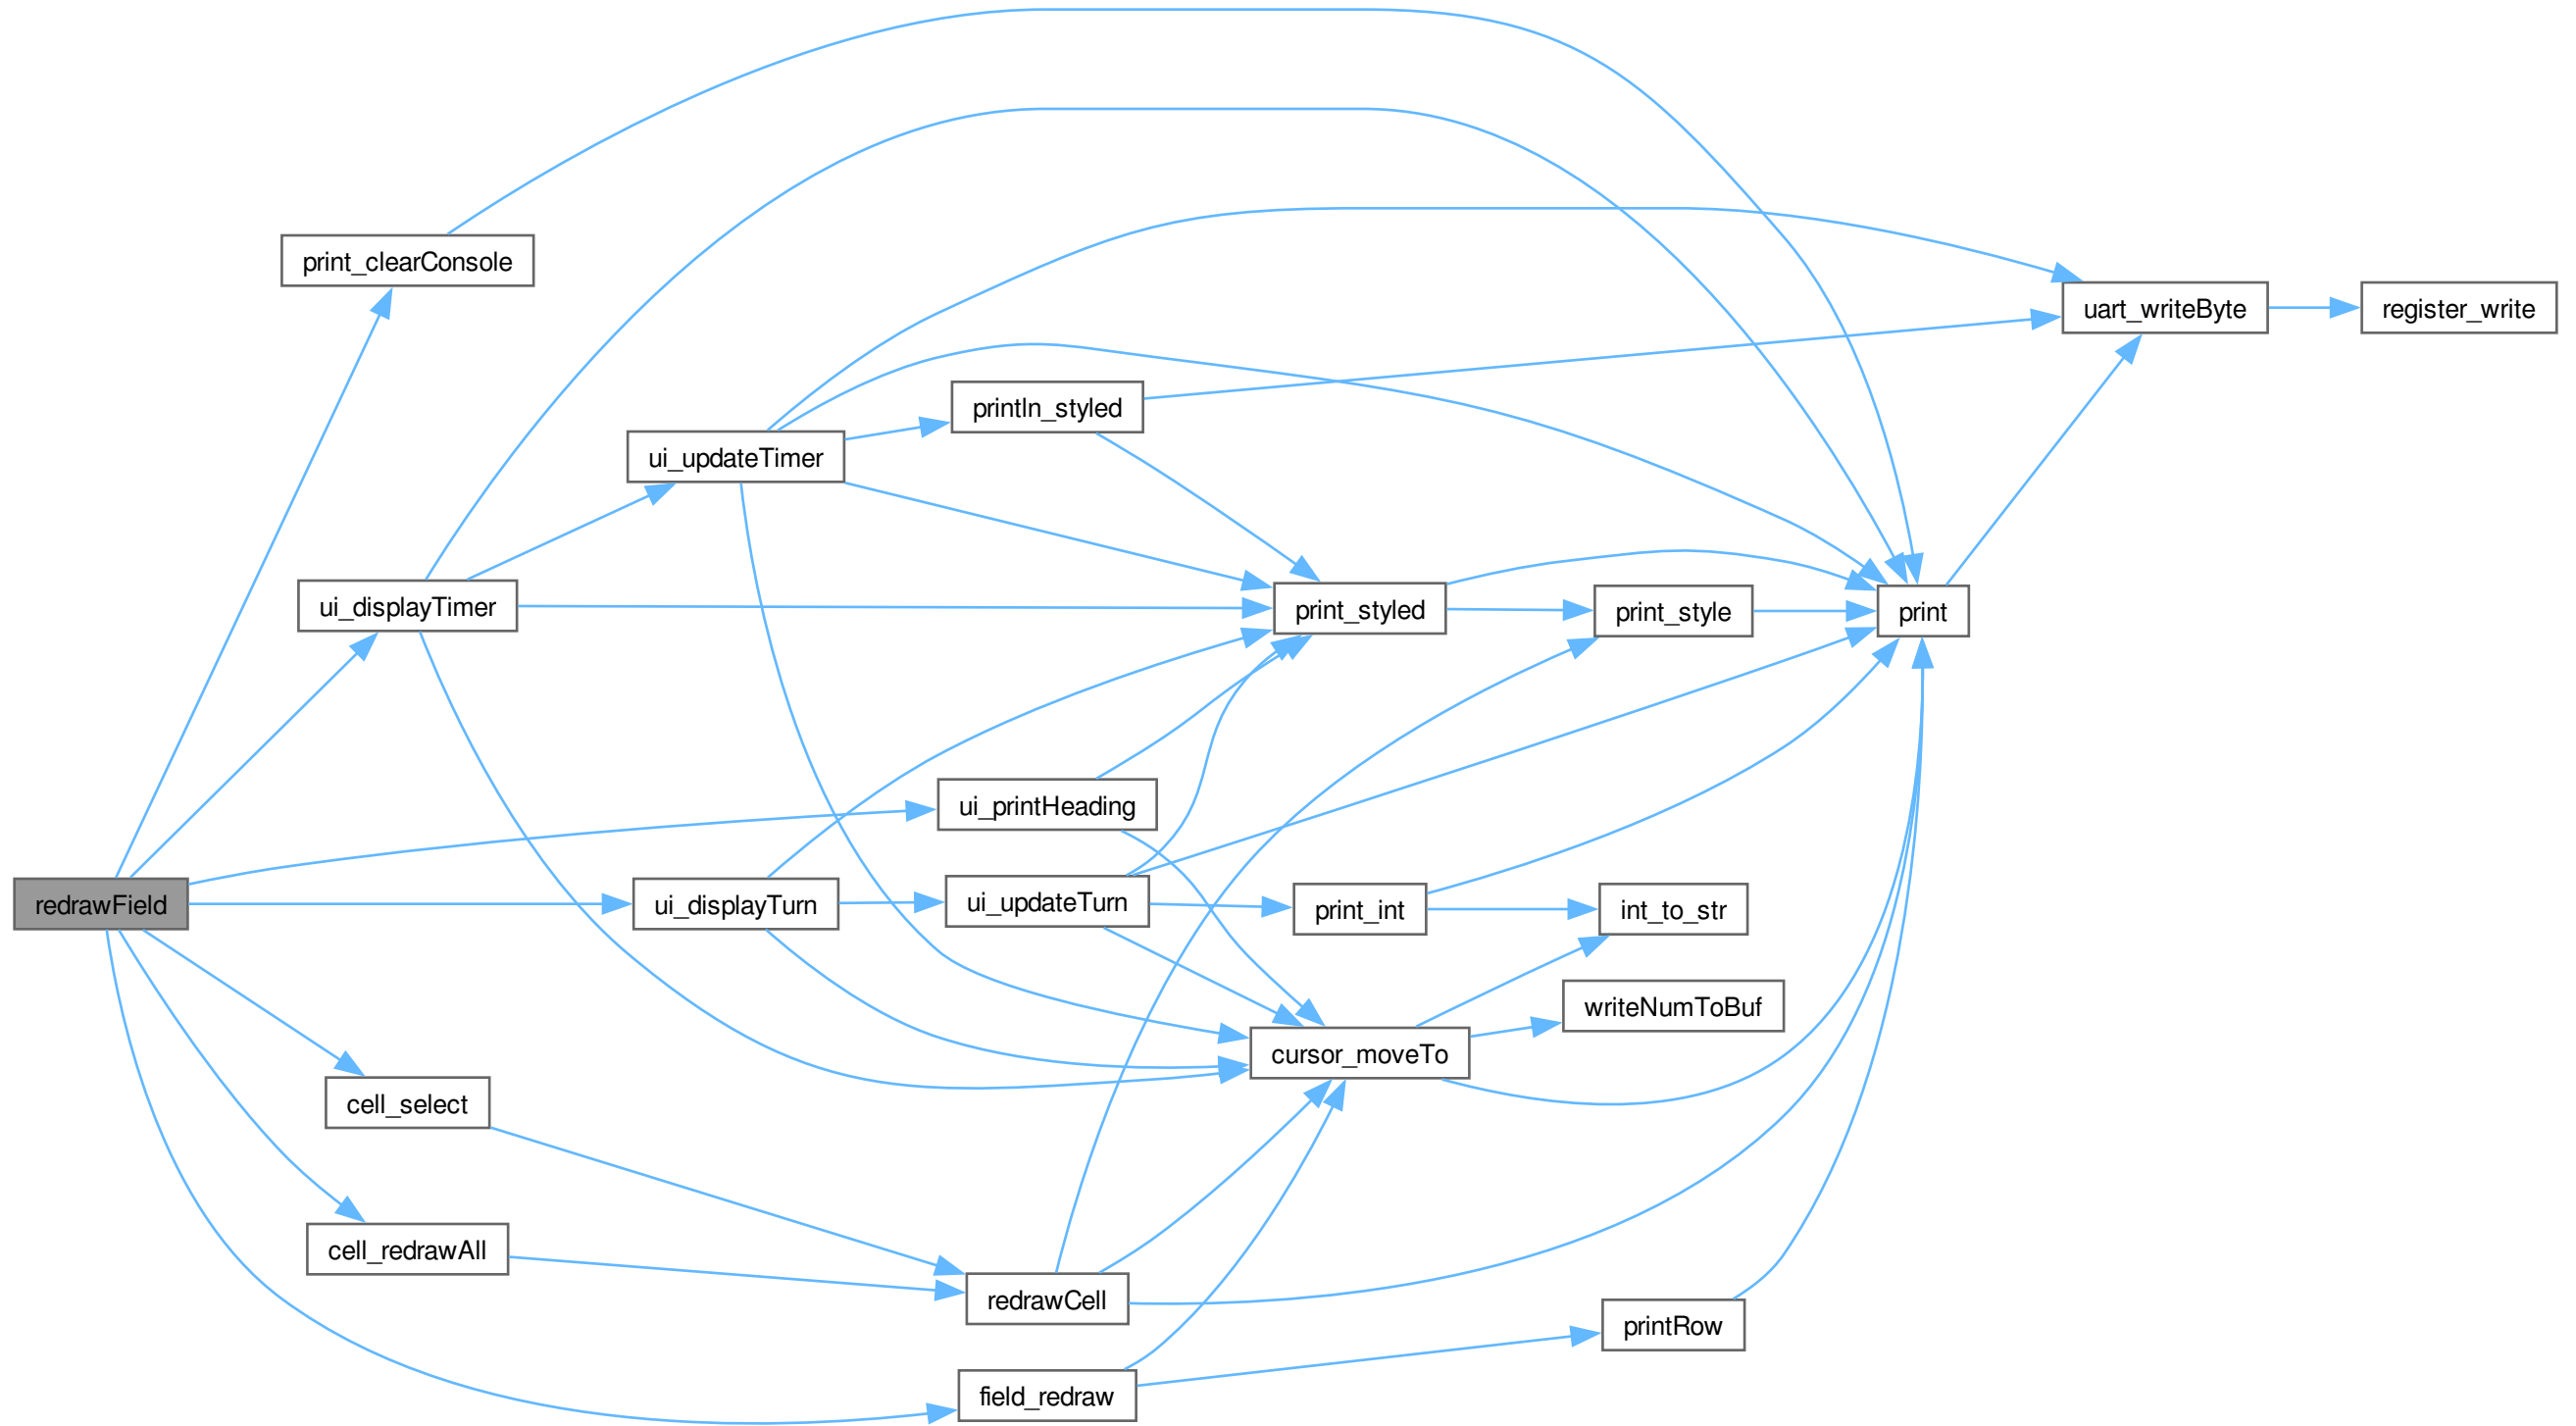 print_clearConsole
uart_writeByte
register_write
println_styled
ui_updateTimer
ui_displayTimer
print_styled
print_style
print
ui_printHeading
redrawField
ui_displayTurn
ui_updateTurn
print_int
int_to_str
writeNumToBuf
cursor_moveTo
cell_select
cell_redrawAll
redrawCell
printRow
field_redraw